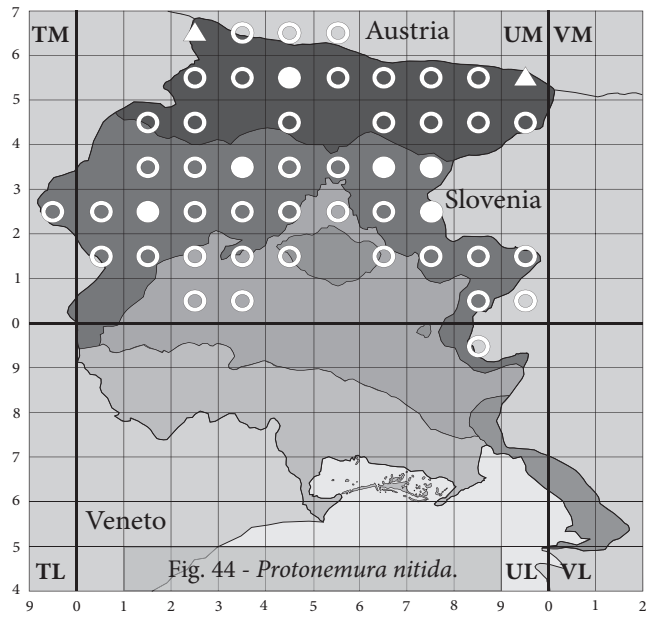 7
TM Austria UM VM
6
5
4
3
Slovenia
2
1
0
9
8
7
6
Veneto
5
TL Fig. 44 - Protonemura nitida. UL VL
4
9 0 1 2 3 4 5 6 7 8 9 0 1 2